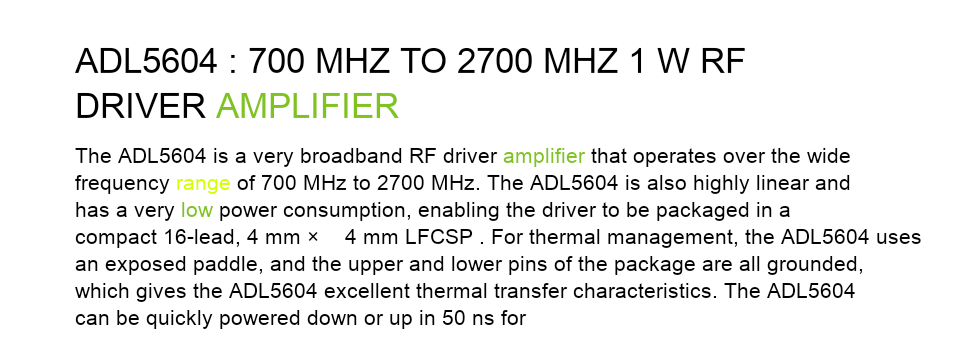 ADL5604 : 700 MHZ TO 2700 MHZ 1 W RF
DRIVER AMPLIFIER
The ADL5604 is a very broadband RF driver amplifier that operates over the wide
frequency range of 700 MHz to 2700 MHz. The ADL5604 is also highly linear and
has a very low power consumption, enabling the driver to be packaged in a
compact 16-lead, 4 mm × 4 mm LFCSP . For thermal management, the ADL5604 uses
an exposed paddle, and the upper and lower pins of the package are all grounded,
which gives the ADL5604 excellent thermal transfer characteristics. The ADL5604
can be quickly powered down or up in 50 ns for